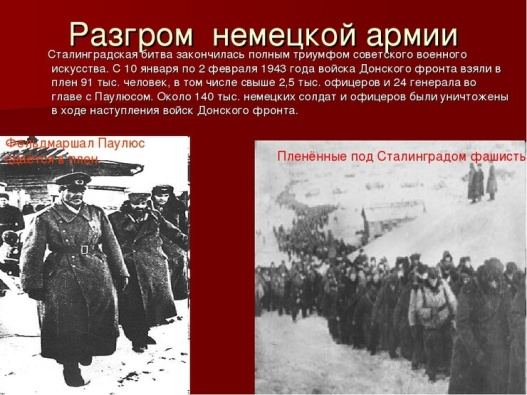 Разгром немецкой армии
Сталинградская битва закончилась полным триумфом советского военного
искусства. С 10 января по 2 февраля 1943 года войска Донского фронта взяли в
плен 91 тыс. человек, в том числе свыше 2,5 тыс. офицеров и 24 генерала во
главе с Паулюсом. Около 140 тыс. немецких солдат и офицеров были уничтожены
в ходе наступления войск Донского фронта.
Фельдмаршал Паулюс
сдается в плен.
Пленённые под Сталинградом фашисты